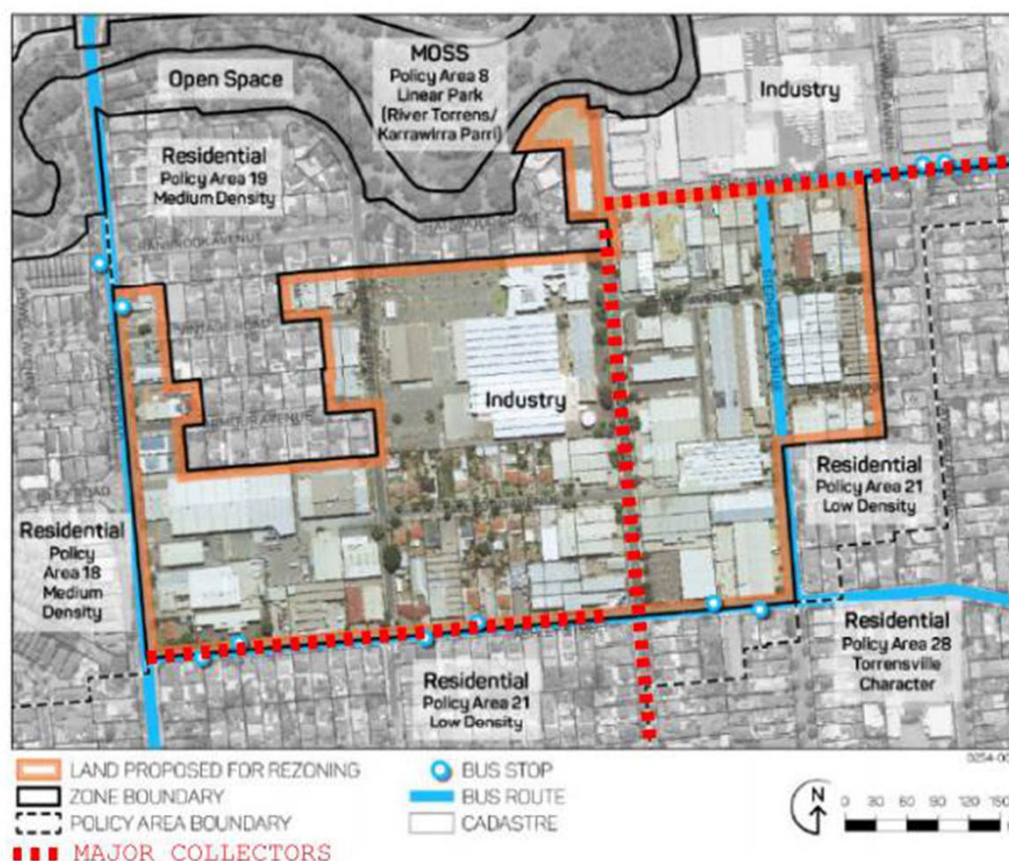 MOSS
Policy Area 8
Linear Park
(River Torrens/
Karrawirra Parri)
Open Space
Industry
Residential
Policy Area 19
Medium Density
Industry
Residential
Policy Area 21
Low Density
Residential
Policy
Area 18
Medium
Density
Residential
Policy Area 28
Torrensville
Character
Residential
Policy Area 21
Low Density
LAND PROPOSED FOR REZONING
ZONE BOUNDARY
POLICY AREA BOUNDARY
MAJOR COLLECTORS
BUS STOP
BUS ROUTE
CADASTRE
N
0 30 60 90 120 150